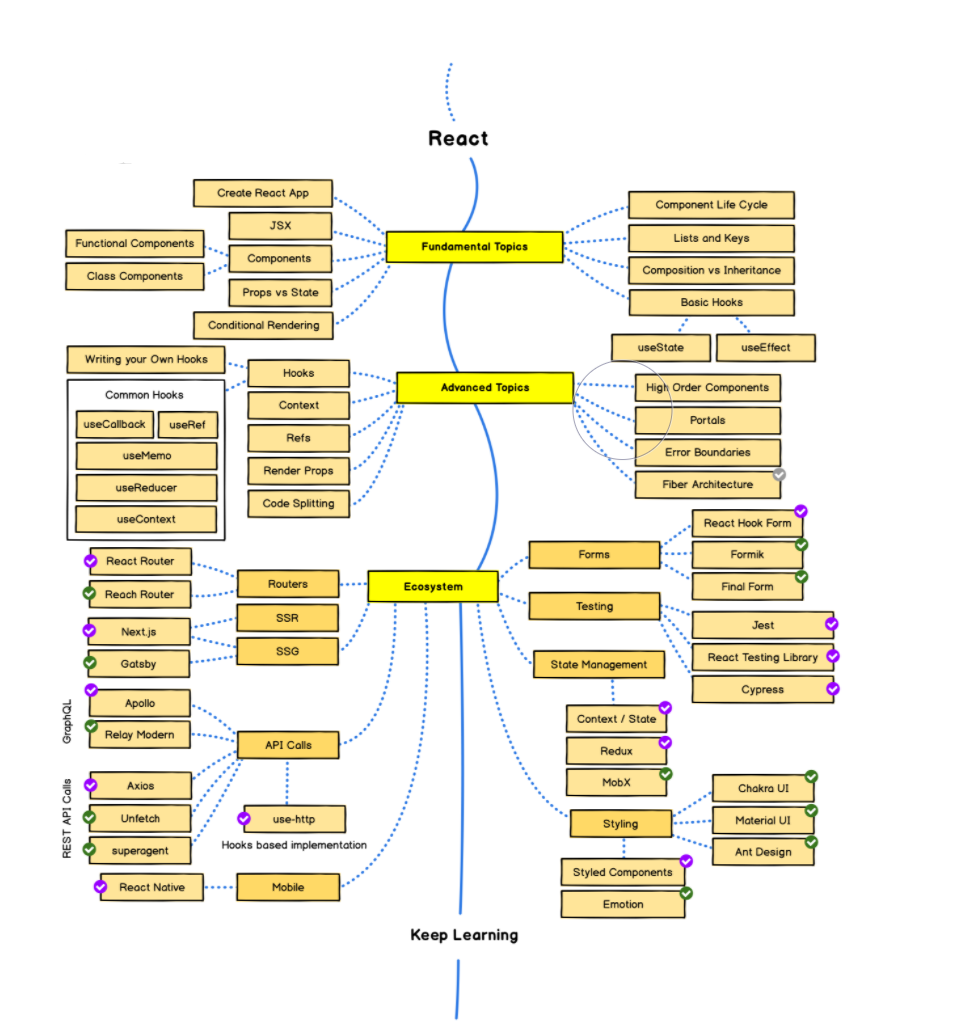 React
Create React App
JSX
Functional Components
Components
Class Components
Props vs State
Conditional Rendering
Fundamental Topics
Component Life Cycle
Lists and Keys
Composition vs Inheritance
Basic Hooks
useState
useEffect
Writing your Own Hooks
Hooks
Common Hooks
useCallback
useRef
useMemo
useReducer
useContext
Context
Refs
Render Props
Code Splitting
Advanced Topics
High Order Components
Portals
Error Boundaries
Fiber Architecture
Ecosystem
React Router
Reach Router
Routers
SSR
SSG
Next.js
Gatsby
GraphQL
Apollo
Relay Modern
API Calls
REST API Calls
Axios
Unfetch
superagent
use-http
Hooks based implementation
React Native
Mobile
Forms
React Hook Form
Formik
Final Form
Testing
Jest
React Testing Library
Cypress
State Management
Context / State
Redux
MobX
Styling
Chakra UI
Material UI
Ant Design
Styled Components
Emotion
Keep Learning